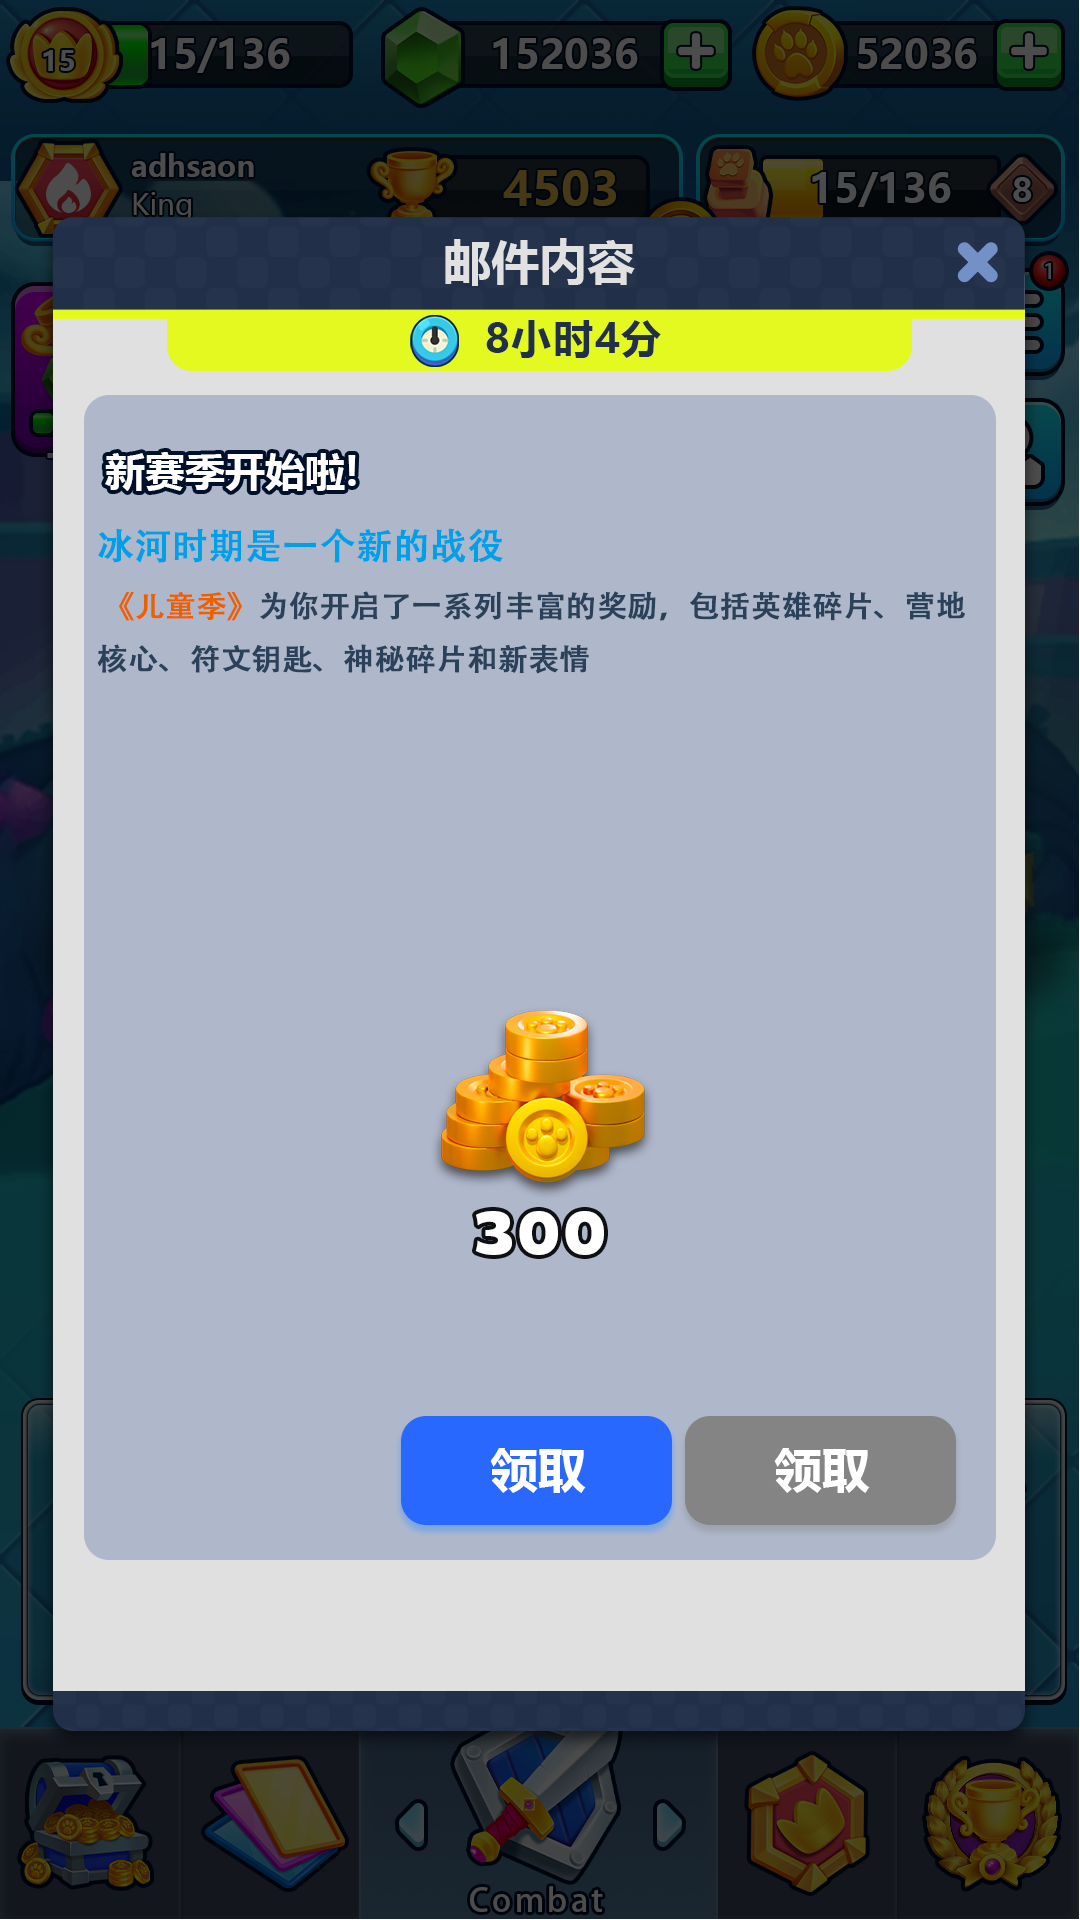 15
15/136
152036
52036
adhsaon
King
4503
15/136
8
邮件内容
1
8小时4分
新赛季开始啦!
冰河时期是一个新的战役
《儿童季》为你开启了一系列丰富的奖励，包括英雄碎片、营地
核心、符文钥匙、神秘碎片和新表情
300
领取
领取
Combat